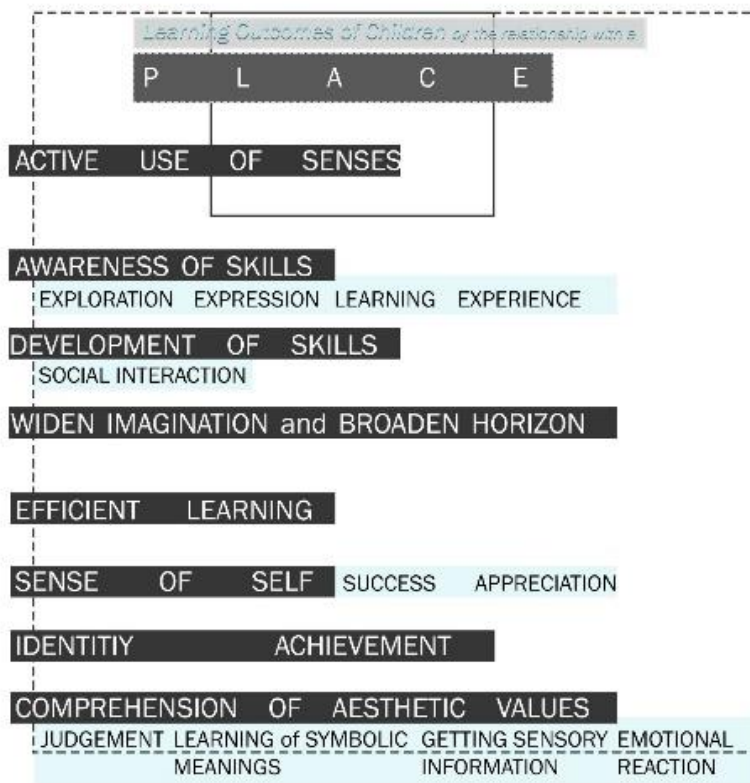 Learning Outcomes of Children by the relationship with a
P L A C E
ACTIVE USE OF SENSES
AWARENESS OF SKILLS
EXPLORATION EXPRESSION LEARNING EXPERIENCE
DEVELOPMENT OF SKILLS
SOCIAL INTERACTION
WIDEN IMAGINATION and BROADEN HORIZON
EFFICIENT LEARNING
SENSE OF SELF SUCCESS APPRECIATION
IDENTITIY ACHIEVEMENT
COMPREHENSION OF AESTHETIC VALUES
JUDGEMENT LEARNING of SYMBOLIC GETTING SENSORY EMOTIONAL
MEANINGS INFORMATION REACTION